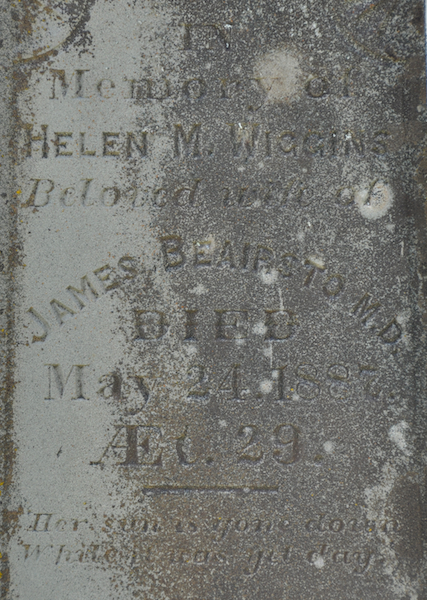 IN
Memory of
HELEN M. WIGGINS
Beloved wife of
JAMES, BEAIRSTO M.D.
DIED
May 24, 1887.
ÆT. 29.
Her sun is gone down
While it was yet day.